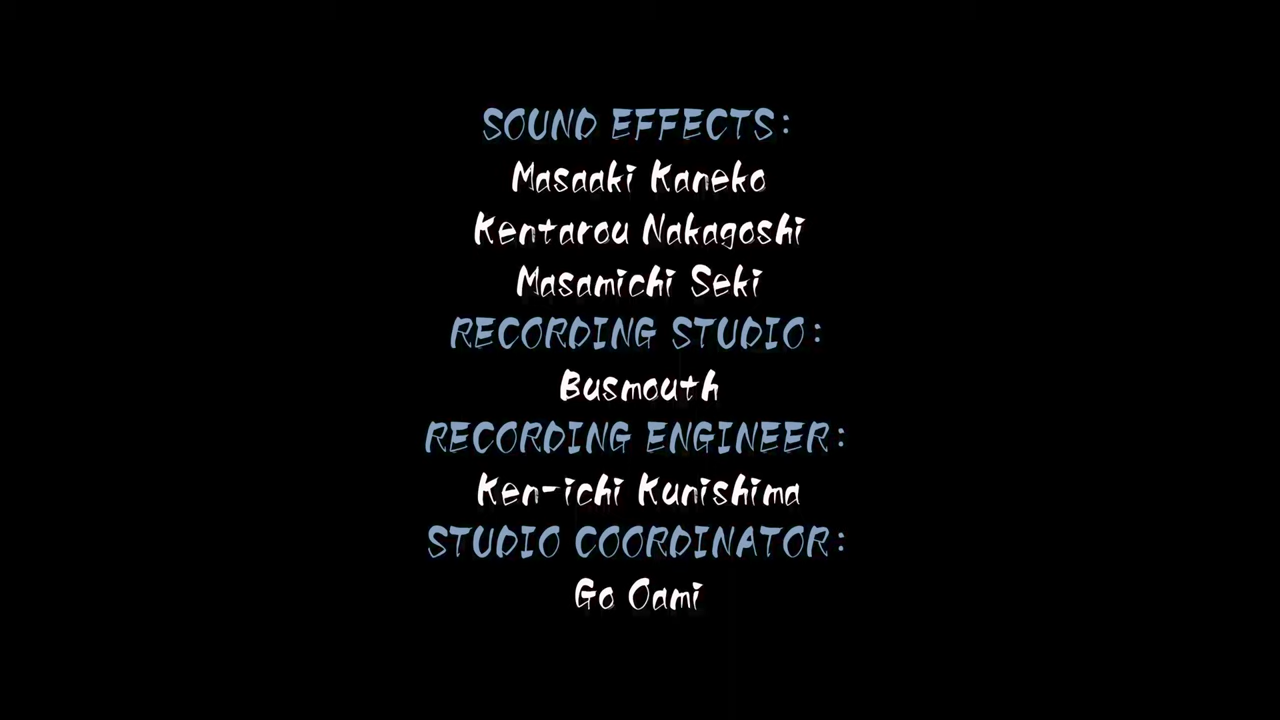 SOUND EFFECTS:
Masaaki Kaneko
Kentarou Nakagoshi
Masamichi Seki
RECORDING STUDIO:
Busmouth
RECORDING ENGINEER:
Ken-ichi Kunishima
STUDIO COORDINATOR:
Go Oami